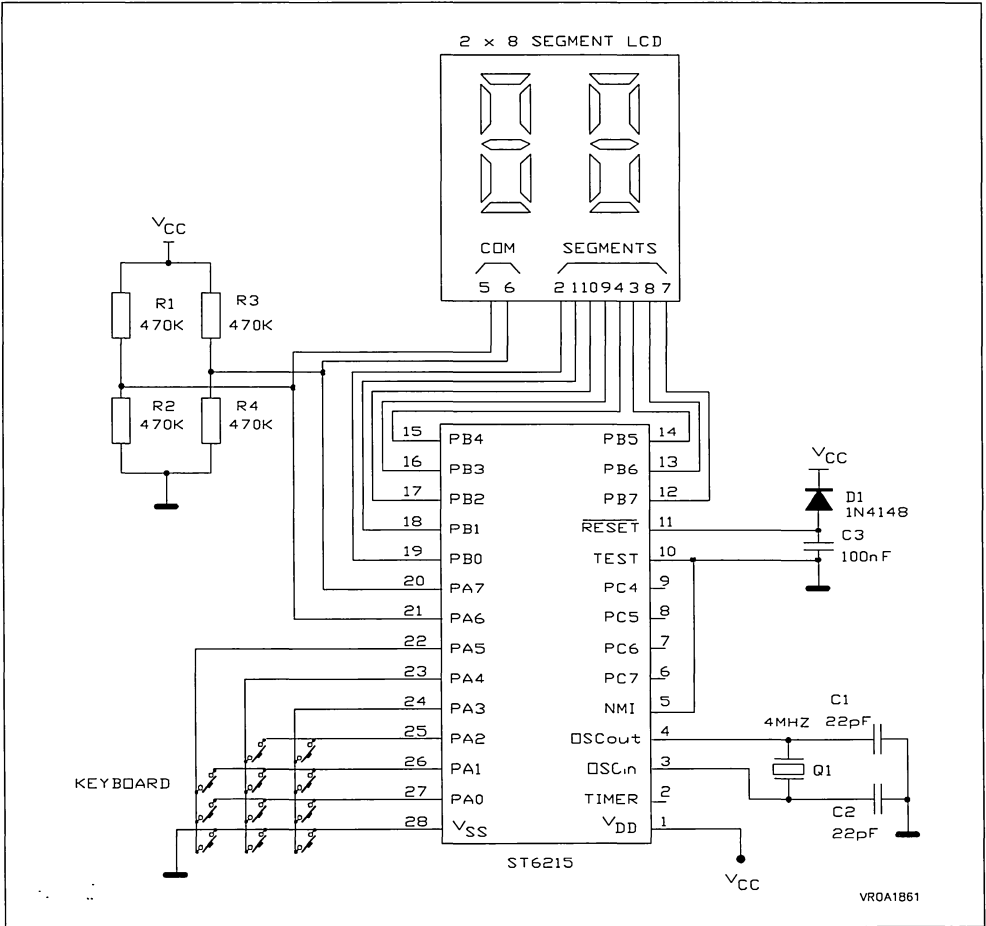 2 x 8 SEGMENT LCD
COM SEGMENTS
5 6 2 11 10 9 4 3 8 7
VCC
R1 470K
R3 470K
R2 470K
R4 470K
15 PB4 PB5 14
16 PB3 PB6 13
17 PB2 PB7 12
18 PB1 RESET 11
19 PB0 TEST 10
20 PA7 PC4 9
21 PA6 PC5 8
22 PA5 PC6 7
23 PA4 PC7 6
24 PA3 NMI 5
25 PA2 OSCout 4
26 PA1 OSCin 3
27 PA0 TIMER 2
28 VSS VDD 1
ST6215
VCC
D1
1N4148
C3
100nF
KEYBOARD
4MHZ
C1
22pF
Q1
C2
22pF
VCC
VR0A1861